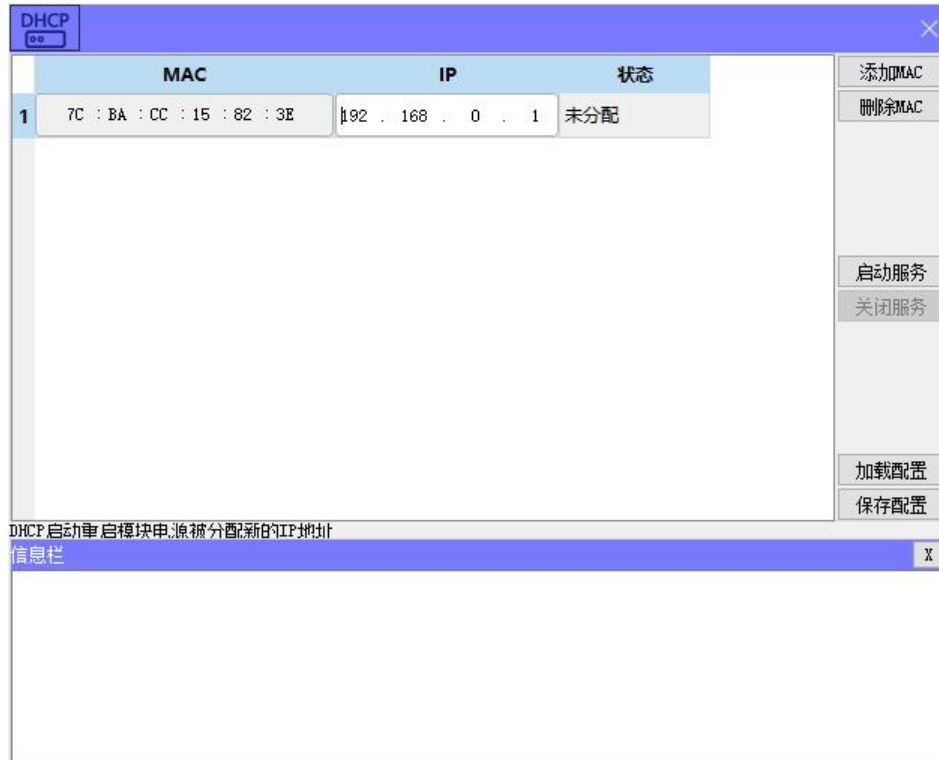 DHCP
MAC IP 状态
1 7C : BA : CC : 15 : 82 : 3E 192 . 168 . 0 . 1 未分配
添加MAC
删除MAC
启动服务
关闭服务
加载配置
保存配置
DHCP启动重启模块电源被分配新的IP地址
信息栏 X